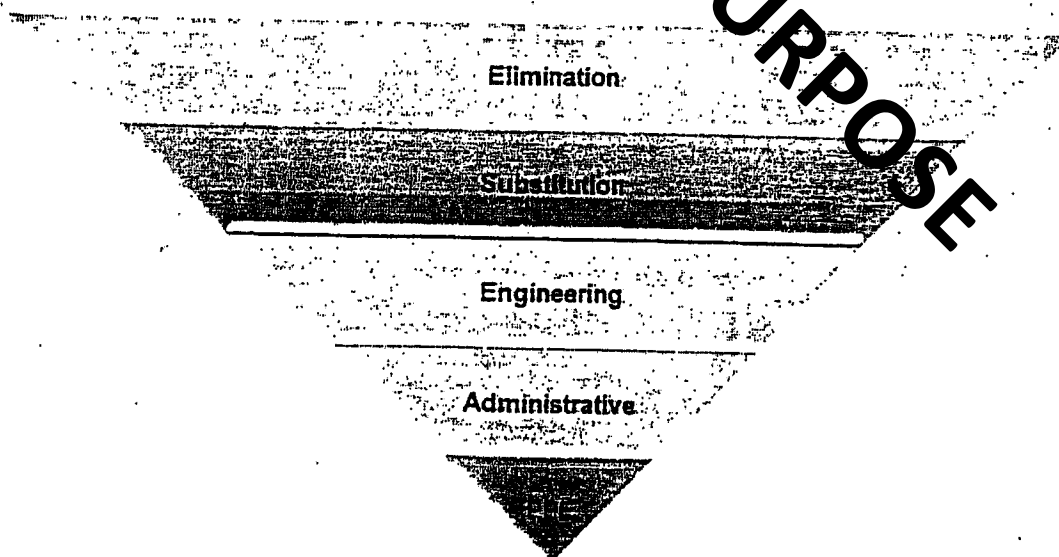 URPOSE
Elimination
Substitution
Engineering
Administrative